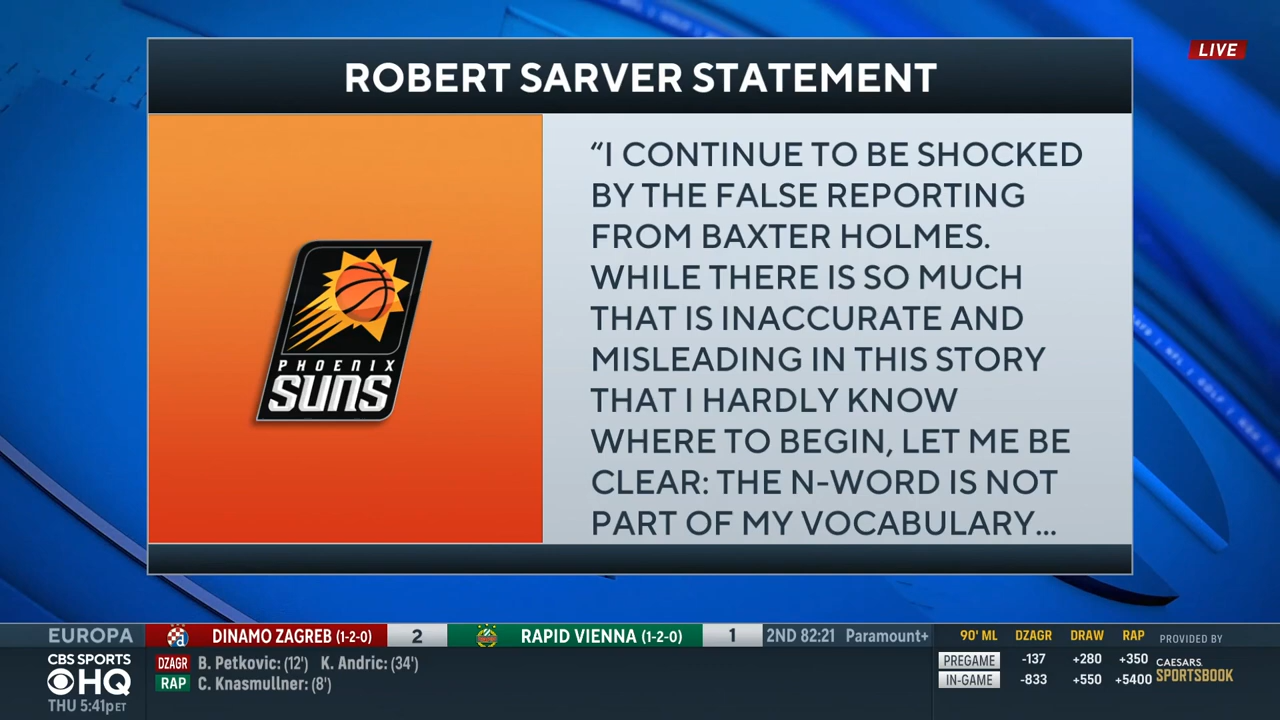 LIVE
ROBERT SARVER STATEMENT
“I CONTINUE TO BE SHOCKED
BY THE FALSE REPORTING
FROM BAXTER HOLMES.
WHILE THERE IS SO MUCH
THAT IS INACCURATE AND
MISLEADING IN THIS STORY
THAT I HARDLY KNOW
WHERE TO BEGIN, LET ME BE
CLEAR: THE N-WORD IS NOT
PART OF MY VOCABULARY...
PHOENIX
SUNS
EUROPA DINAMO ZAGREB (1-2-0) 2 RAPID VIENNA (1-2-0) 1 2ND 82:21 Paramount+
CBS SPORTS
HQ
THU 5:41PET
DZAGR B. Petkovic: (12') K. Andric: (34')
RAP C. Knasmullner: (8')
90' ML DZAGR DRAW RAP PROVIDED BY
PREGAME -137 +280 +350 CAESARS
IN-GAME -833 +550 +5400 SPORTSBOOK